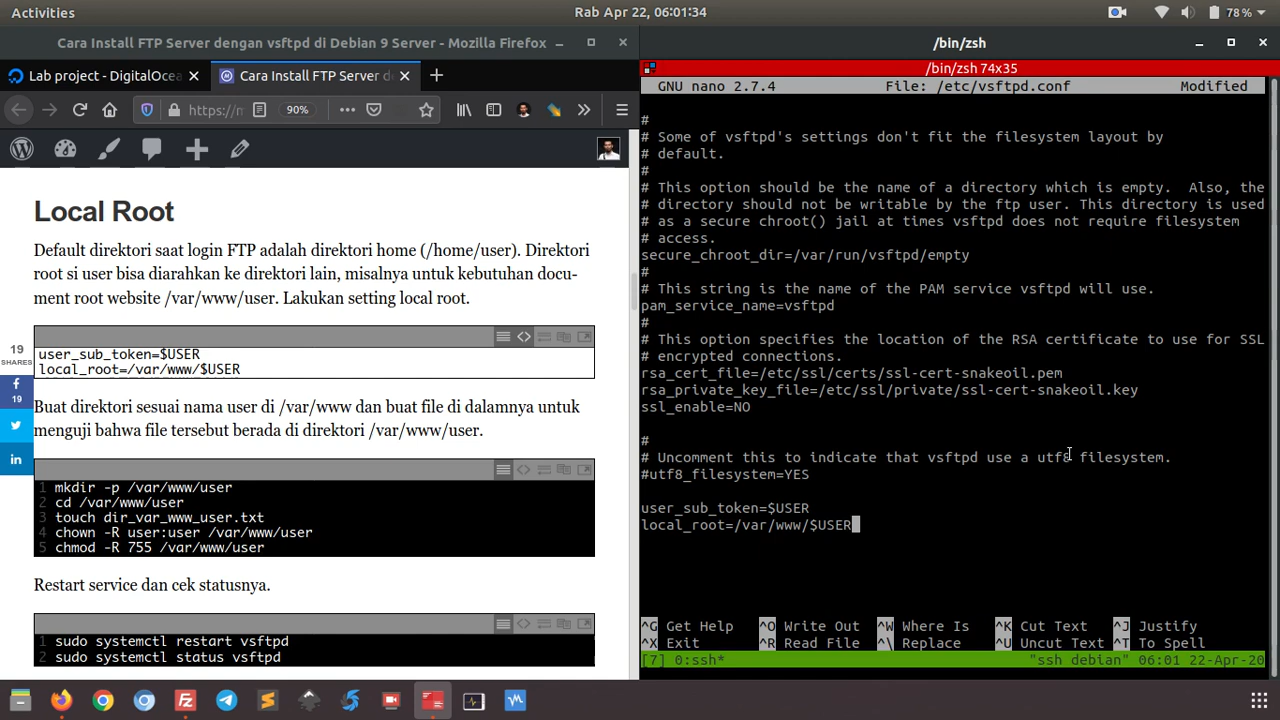 Activities
Rab Apr 22, 06:01:34
78 %
Cara Install FTP Server dengan vsftpd di Debian 9 Server - Mozilla Firefox
Lab project - DigitalOcea
Cara Install FTP Server de
https://
90%
Local Root
Default direktori saat login FTP adalah direktori home (/home/user). Direktori
root si user bisa diarahkan ke direktori lain, misalnya untuk kebutuhan docu-
ment root website /var/www/user. Lakukan setting local root.
user_sub_token=$USER
local_root=/var/www/$USER
19
SHARES
19
Buat direktori sesuai nama user di /var/www dan buat file di dalamnya untuk
menguji bahwa file tersebut berada di direktori /var/www/user.
1 mkdir -p /var/www/user
2 cd /var/www/user
3 touch dir_var_www_user.txt
4 chown -R user:user /var/www/user
5 chmod -R 755 /var/www/user
Restart service dan cek statusnya.
1 sudo systemctl restart vsftpd
2 sudo systemctl status vsftpd
/bin/zsh
/bin/zsh 74x35
GNU nano 2.7.4 File: /etc/vsftpd.conf Modified
#
# Some of vsftpd's settings don't fit the filesystem layout by
# default.
#
# This option should be the name of a directory which is empty.  Also, the
# directory should not be writable by the ftp user. This directory is used
# as a secure chroot() jail at times vsftpd does not require filesystem
# access.
secure_chroot_dir=/var/run/vsftpd/empty
#
# This string is the name of the PAM service vsftpd will use.
pam_service_name=vsftpd
#
# This option specifies the location of the RSA certificate to use for SSL
# encrypted connections.
rsa_cert_file=/etc/ssl/certs/ssl-cert-snakeoil.pem
rsa_private_key_file=/etc/ssl/private/ssl-cert-snakeoil.key
ssl_enable=NO
#
# Uncomment this to indicate that vsftpd use a utf8 filesystem.
#utf8_filesystem=YES
user_sub_token=$USER
local_root=/var/www/$USER
^G Get Help ^O Write Out ^W Where Is ^K Cut Text ^J Justify
^X Exit ^R Read File ^\ Replace ^U Uncut Text ^T To Spell
[7] 0:ssh* "ssh debian" 06:01 22-Apr-20